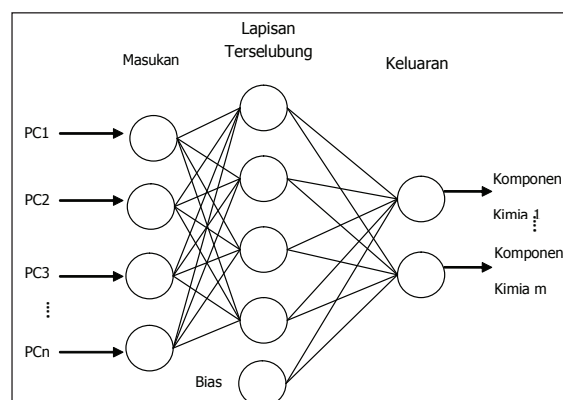 Lapisan
Terselubung
Masukan
Keluaran
PC1
PC2
PC3
PCn
Bias
Komponen
Kimia 1
Komponen
Kimia m